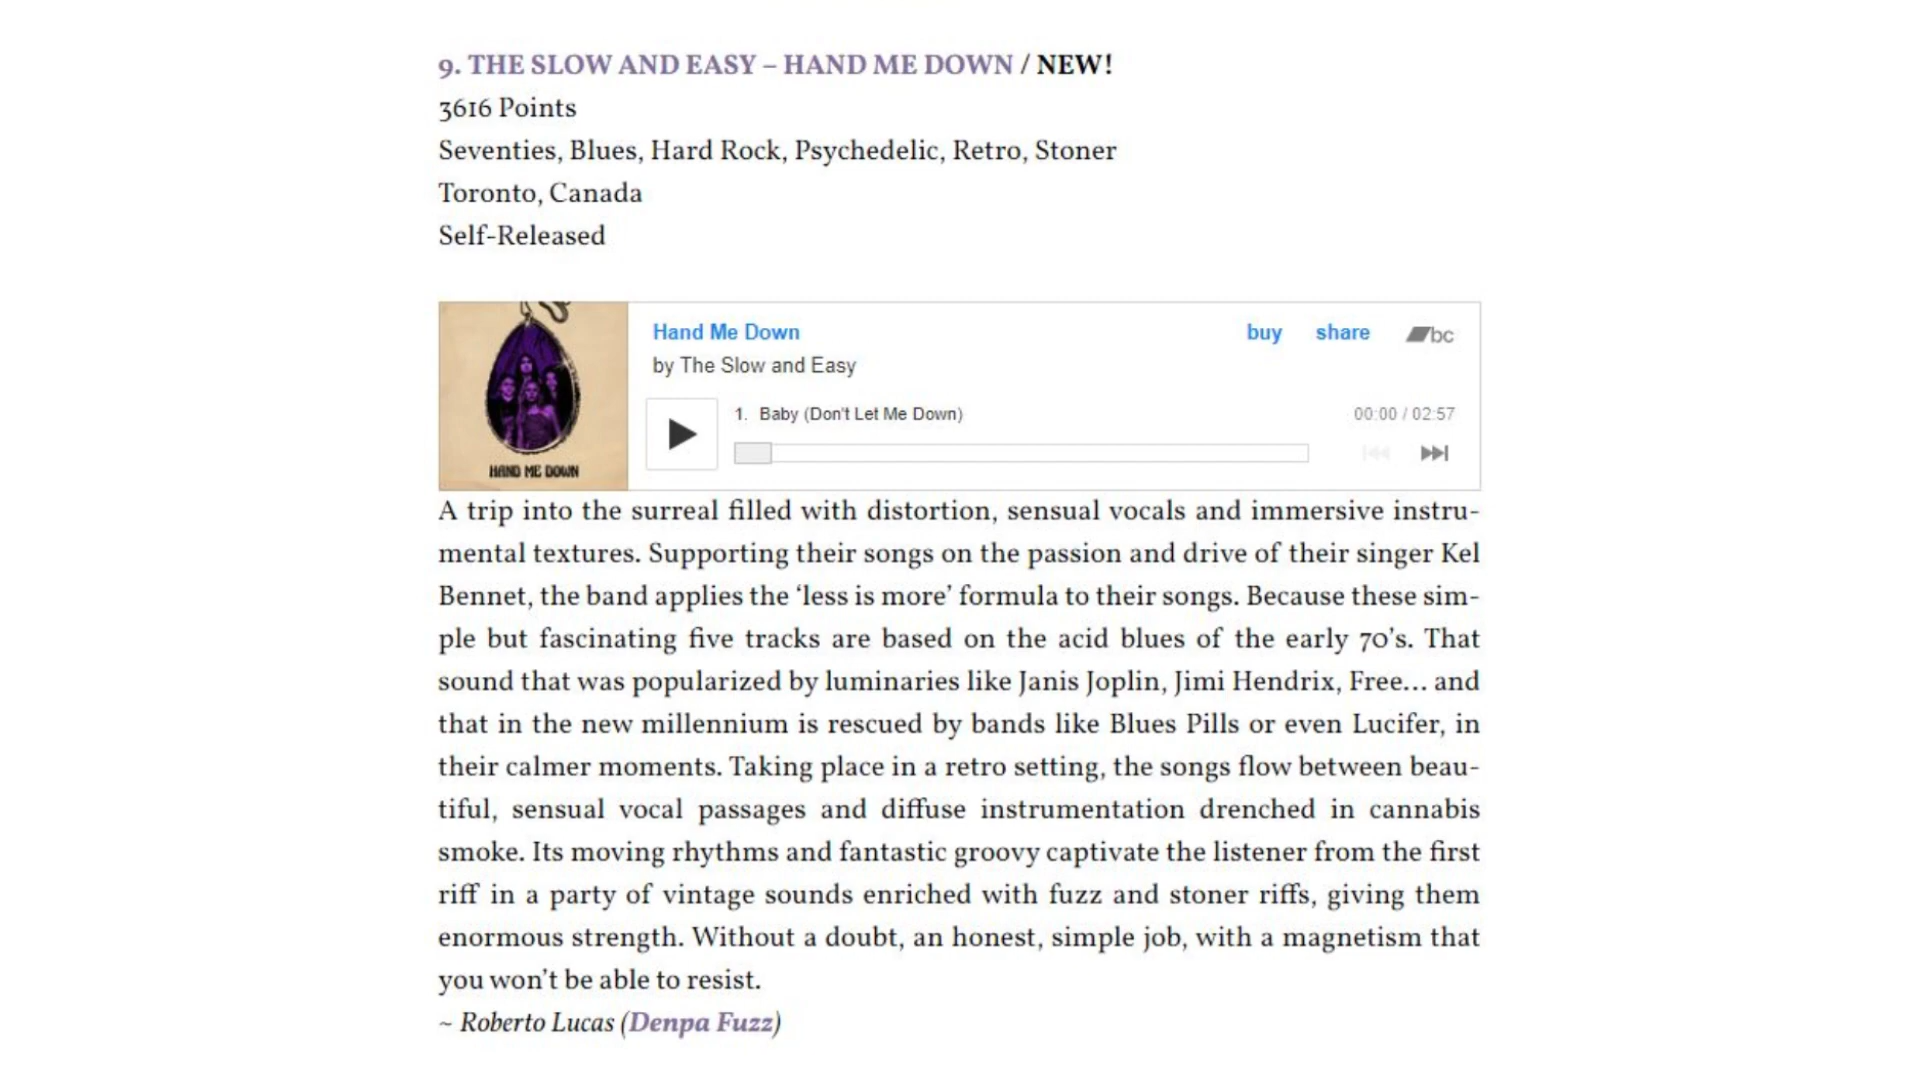 9. THE SLOW AND EASY – HAND ME DOWN / NEW!
3616 Points
Seventies, Blues, Hard Rock, Psychedelic, Retro, Stoner
Toronto, Canada
Self-Released
HAND ME DOWN
Hand Me Down
buy share bc
by The Slow and Easy
1. Baby (Don't Let Me Down) 00:00 / 02:57
A trip into the surreal filled with distortion, sensual vocals and immersive instru-
mental textures. Supporting their songs on the passion and drive of their singer Kel
Bennet, the band applies the ‘less is more’ formula to their songs. Because these sim-
ple but fascinating five tracks are based on the acid blues of the early 70’s. That
sound that was popularized by luminaries like Janis Joplin, Jimi Hendrix, Free… and
that in the new millennium is rescued by bands like Blues Pills or even Lucifer, in
their calmer moments. Taking place in a retro setting, the songs flow between beau-
tiful, sensual vocal passages and diffuse instrumentation drenched in cannabis
smoke. Its moving rhythms and fantastic groovy captivate the listener from the first
riff in a party of vintage sounds enriched with fuzz and stoner riffs, giving them
enormous strength. Without a doubt, an honest, simple job, with a magnetism that
you won’t be able to resist.
~ Roberto Lucas (Denpa Fuzz)